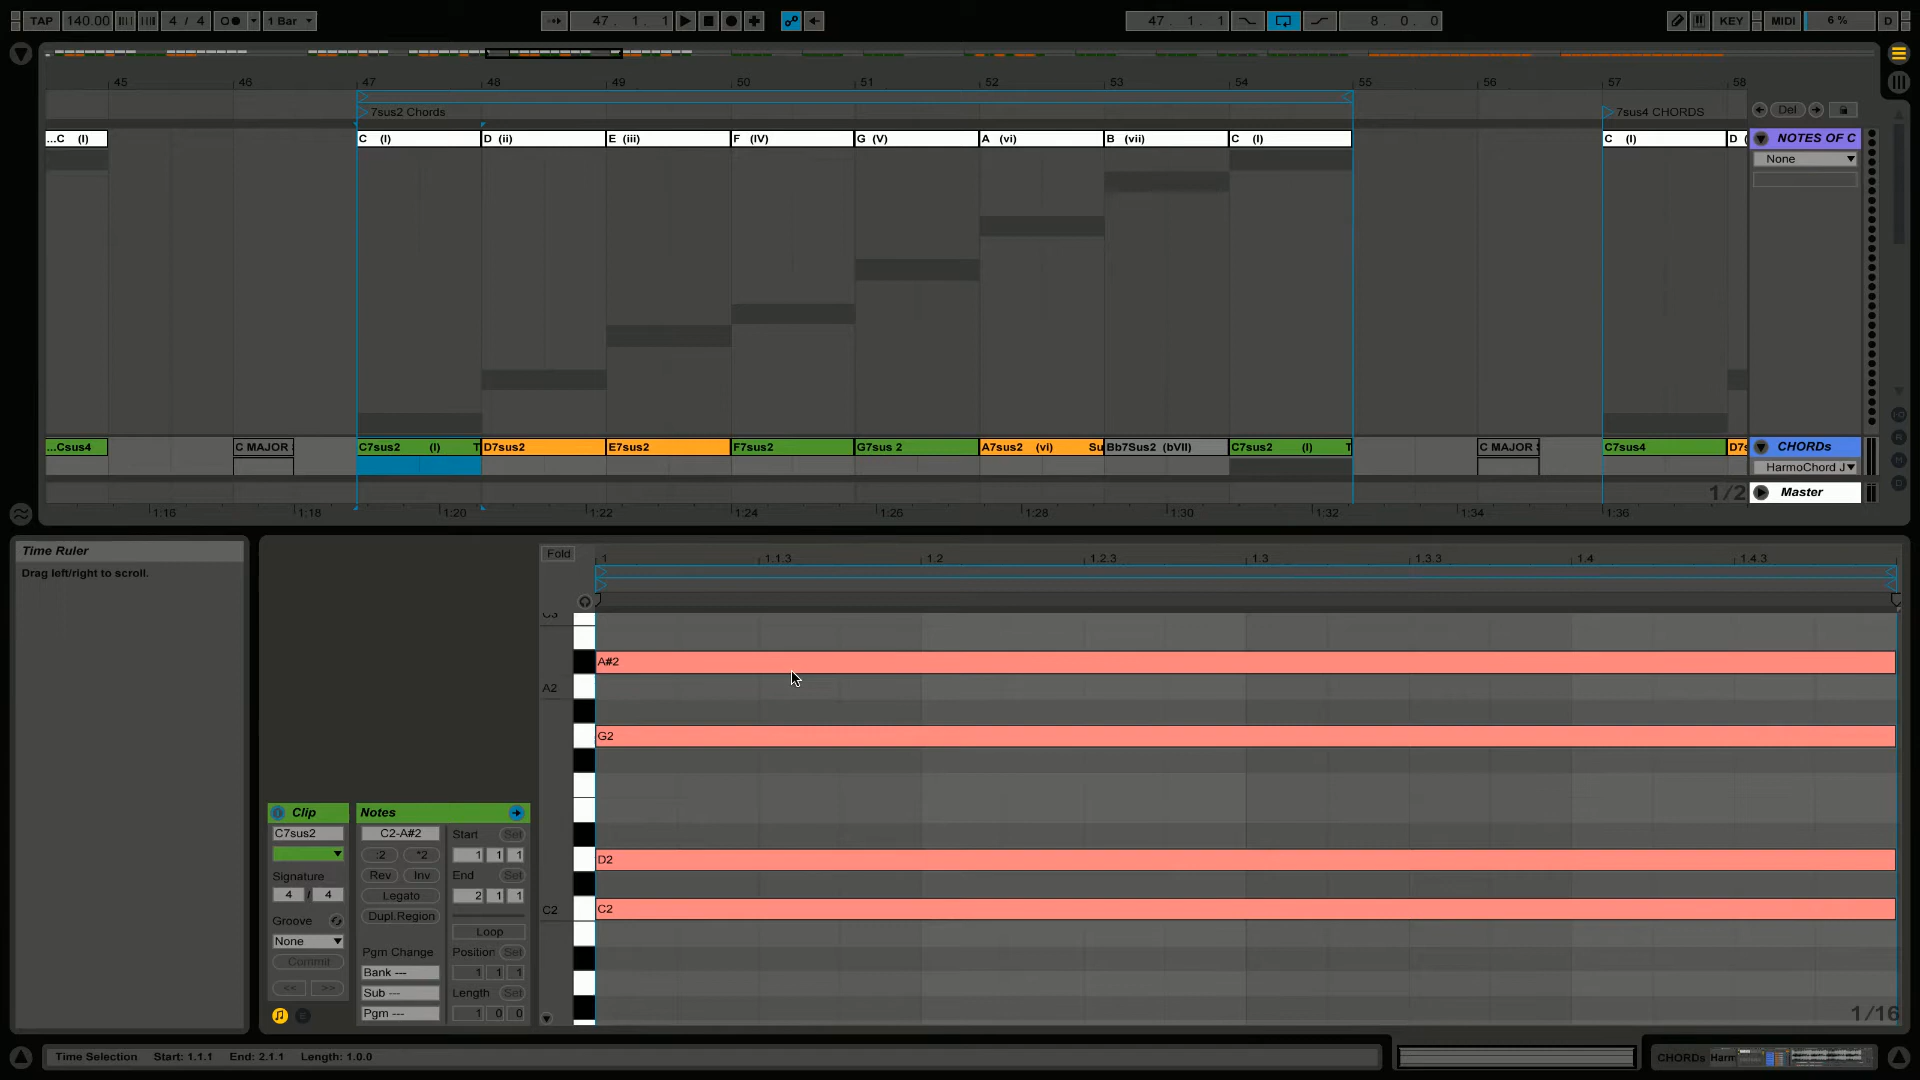 TAP 140.00 4 / 4 1 Bar 47. 1. 1 47. 1. 1 8. 0. 0 KEY MIDI 6 % D
45 46 47 48 49 50 51 52 53 54 55 56 57 58
7sus2 Chords 7sus4 CHORDS Del
...C (I) C (I) D (ii) E (iii) F (IV) G (V) A (vi) B (vii) C (I) C (I) D ( NOTES OF C
None
...Csus4 C MAJOR C7sus2 (I) T D7sus2 E7sus2 F7sus2 G7sus 2 A7sus2 (vi) Su Bb7Sus2 (bVII) C7sus2 (I) T C MAJOR C7sus4 D7s CHORDs
HarmoChord J
1/2 Master
1:16 1:18 1:20 1:22 1:24 1:26 1:28 1:30 1:32 1:34 1:36
Time Ruler
Drag left/right to scroll.
Fold 1 1.1.3 1.2 1.2.3 1.3 1.3.3 1.4 1.4.3
C3
A#2
A2
G2
D2
C2 C2
Clip Notes
C7sus2 C2-A#2 Start Set
:2 *2 1 1 1
Signature Rev Inv End Set
4 / 4 Legato 2 1 1
Groove Dupl.Region
None Loop
Commit Pgm Change Position Set
Bank --- 1 1 1
<< >> Sub --- Length Set
Pgm --- 1 0 0
1/16
Time Selection Start: 1.1.1 End: 2.1.1 Length: 1.0.0 CHORDs Harm